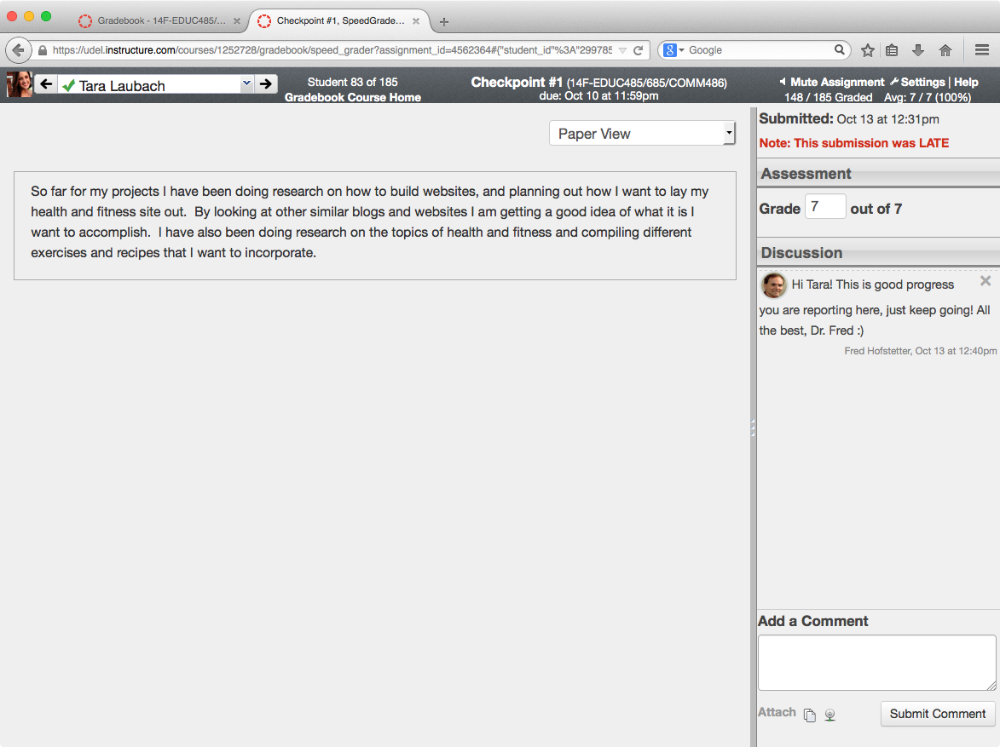 Gradebook - 14F-EDUC485/...
Checkpoint #1, SpeedGrade...
https://udel.instructure.com/courses/1252728/gradebook/speed_grader?assignment_id=4562364#{"student_id"%3A"299785
Google
Tara Laubach
Student 83 of 185
Gradebook Course Home
Checkpoint #1 (14F-EDUC485/685/COMM486)
due: Oct 10 at 11:59pm
Mute Assignment Settings | Help
148 / 185 Graded Avg: 7 / 7 (100%)
Paper View
So far for my projects I have been doing research on how to build websites, and planning out how I want to lay my
health and fitness site out.  By looking at other similar blogs and websites I am getting a good idea of what it is I
want to accomplish.  I have also been doing research on the topics of health and fitness and compiling different
exercises and recipes that I want to incorporate.
Submitted: Oct 13 at 12:31pm
Note: This submission was LATE
Assessment
Grade 7 out of 7
Discussion
Hi Tara! This is good progress
you are reporting here, just keep going! All
the best, Dr. Fred :)
Fred Hofstetter, Oct 13 at 12:40pm
Add a Comment
Attach
Submit Comment